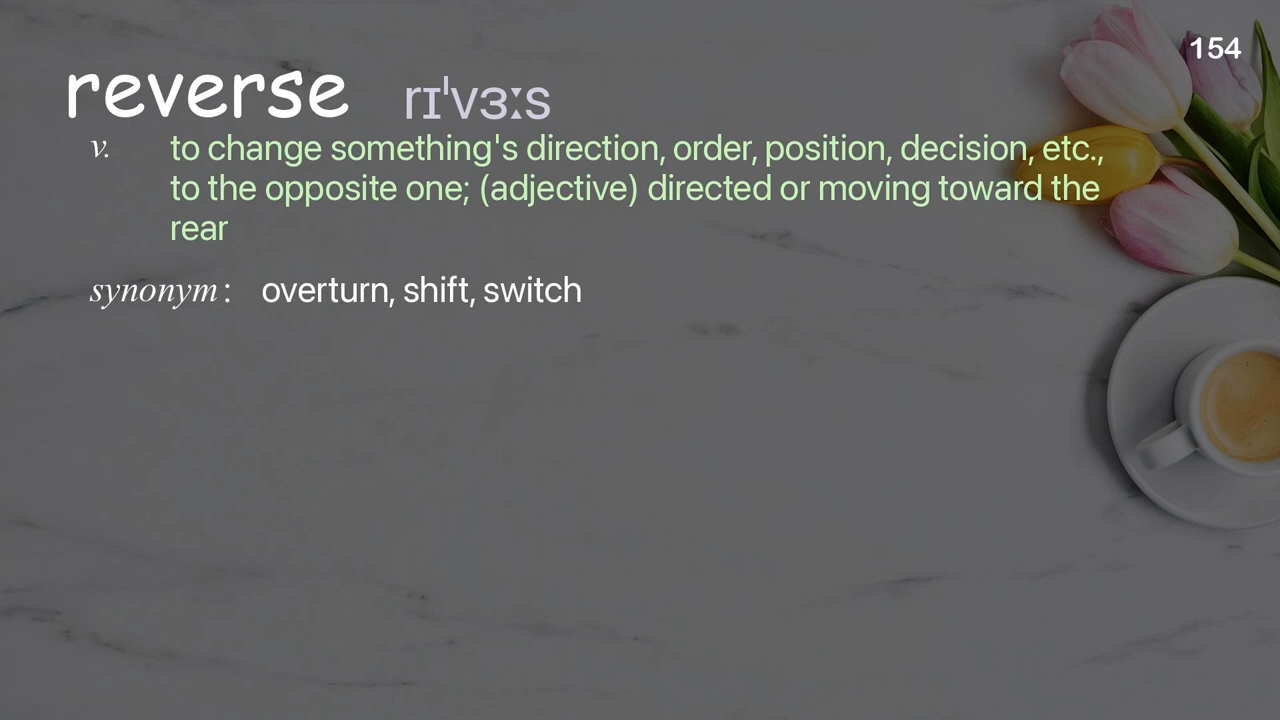 154
reverse rɪˈvɜːs
v. to change something's direction, order, position, decision, etc.,
to the opposite one; (adjective) directed or moving toward the
rear
synonym: overturn, shift, switch